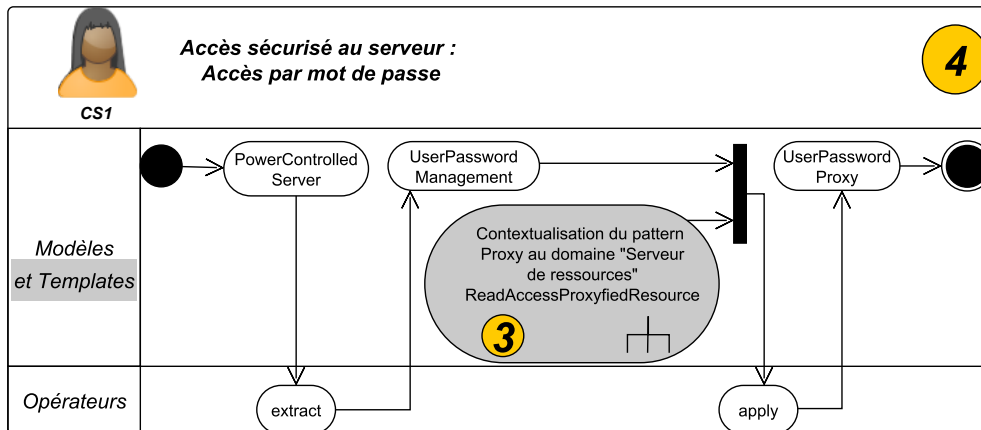 Accès sécurisé au serveur :
Accès par mot de passe
4
CS1
Modèles
et Templates
PowerControlled
Server
UserPassword
Management
UserPassword
Proxy
Contextualisation du pattern
Proxy au domaine "Serveur
de ressources"
ReadAccessProxyfiedResource
3
Opérateurs
extract
apply